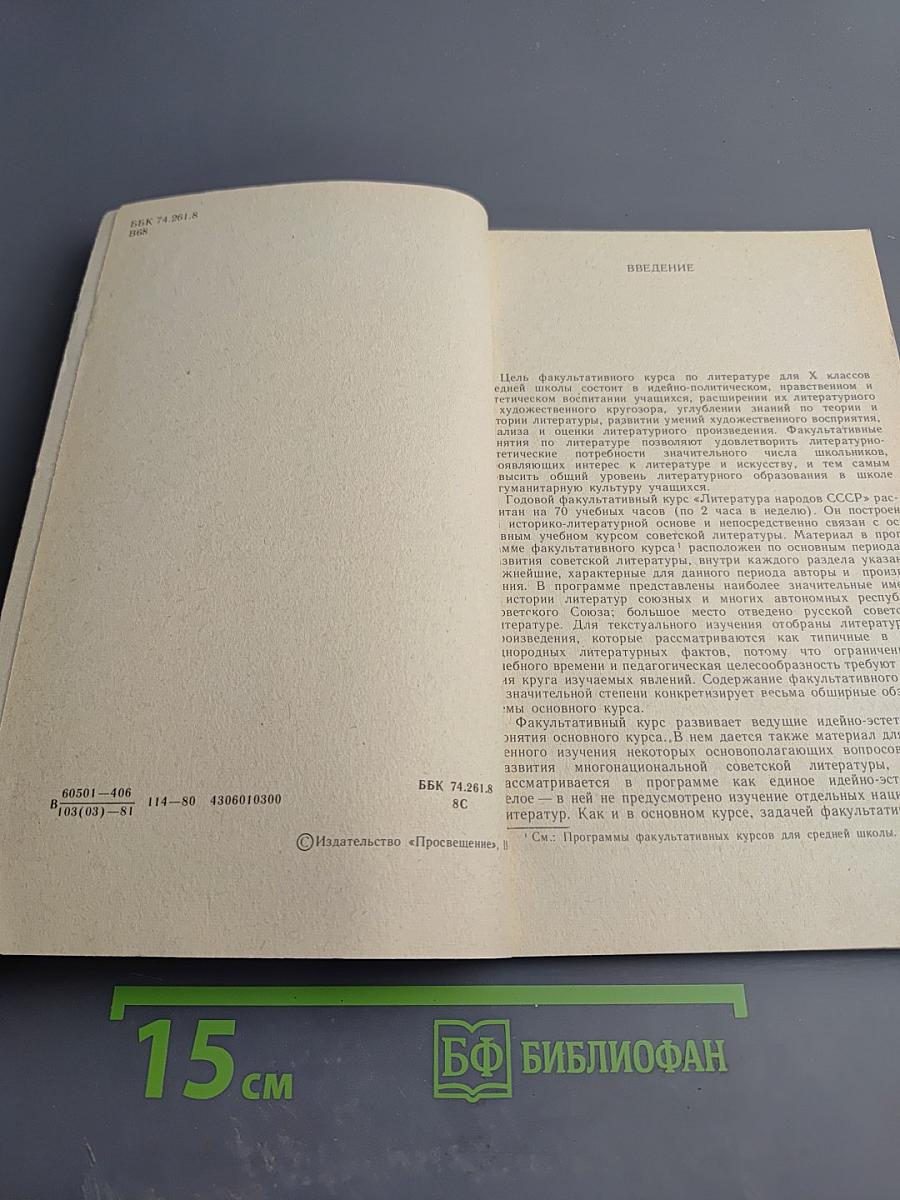 ББК 74.261.8
В68
60501—406
В 114—80 4306010300
103(03)—81
ББК 74.261.8
8С
©Издательство «Просвещение»,
ВВЕДЕНИЕ
Цель факультативного курса по литературе для X классов
едней школы состоит в идейно-политическом, нравственном и
тетическом воспитании учащихся, расширении их литературного
художественного кругозора, углублении знаний по теории и
тории литературы, развитии умений художественного восприятия,
ализа и оценки литературного произведения. Факультативные
нятия по литературе позволяют удовлетворить литературно-
тетические потребности значительного числа школьников,
оявляющих интерес к литературе и искусству, и тем самым
высить общий уровень литературного образования в школе
гуманитарную культуру учащихся.
Годовой факультативный курс «Литература народов СССР» рас-
итан на 70 учебных часов (по 2 часа в неделю). Он построен
историко-литературной основе и непосредственно связан с ос
вным учебном курсом советской литературы. Материал в прог
мме факультативного курса¹ расположен по основным периода
звития советской литературы, внутри каждого раздела указан
жнейшие, характерные для данного периода авторы и произв
ния. В программе представлены наиболее значительные име
истории литератур союзных и многих автономных респуб
оветского Союза; большое место отведено русской советс
итературе. Для текстуального изучения отобраны литератур
роизведения, которые рассматриваются как типичные в
днородных литературных фактов, потому что ограничен
чебного времени и педагогическая целесообразность требуют
ия круга изучаемых явлений. Содержание факультативного
значительной степени конкретизирует весьма обширные обз
емы основного курса.
Факультативный курс развивает ведущие идейно-эстет
онятия основного курса. В нем дается также материал для
енного изучения некоторых основополагающих вопросов
азвития многонациональной советской литературы,
ассматривается в программе как единое идейно-эст
елое — в ней не предусмотрено изучение отдельных наци
итератур. Как и в основном курсе, задачей факультати
¹ См.: Программы факультативных курсов для средней школы.
15 см
БФ БИБЛИОФАН